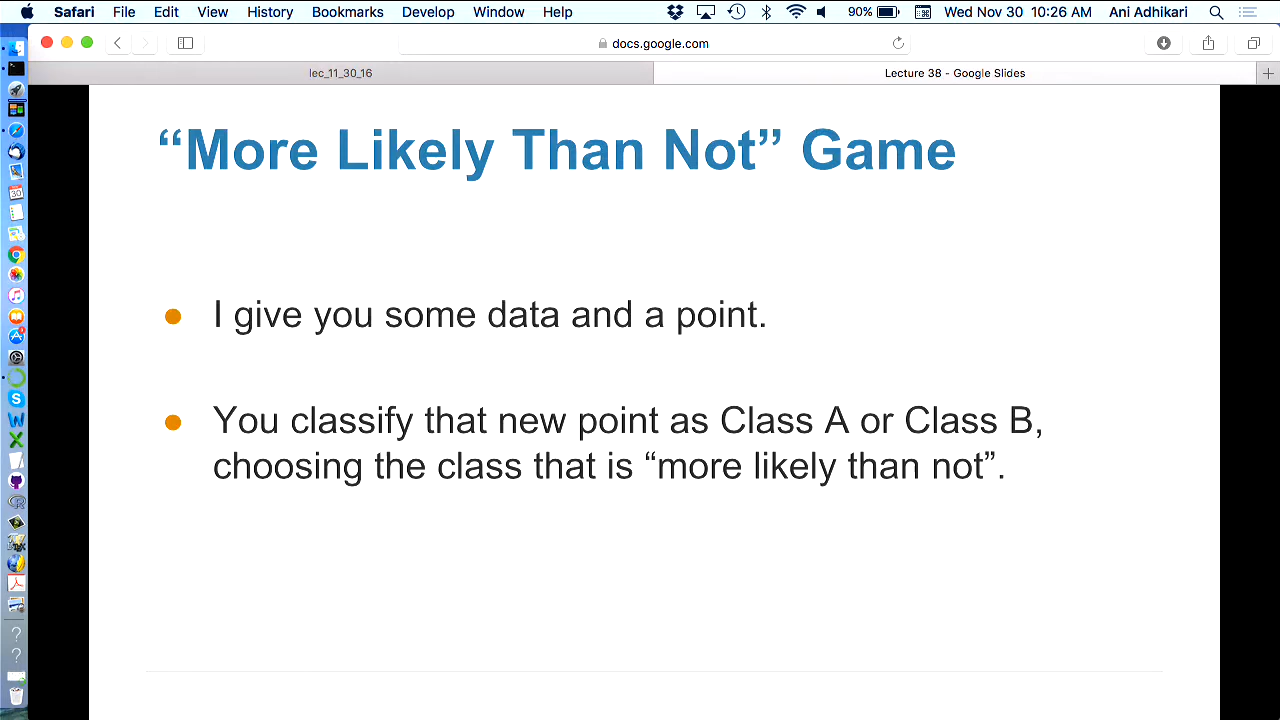 Safari File Edit View History Bookmarks Develop Window Help 90% Wed Nov 30 10:26 AM Ani Adhikari
docs.google.com
lec_11_30_16 Lecture 38 - Google Slides
“More Likely Than Not” Game
● I give you some data and a point.
● You classify that new point as Class A or Class B,
choosing the class that is “more likely than not”.